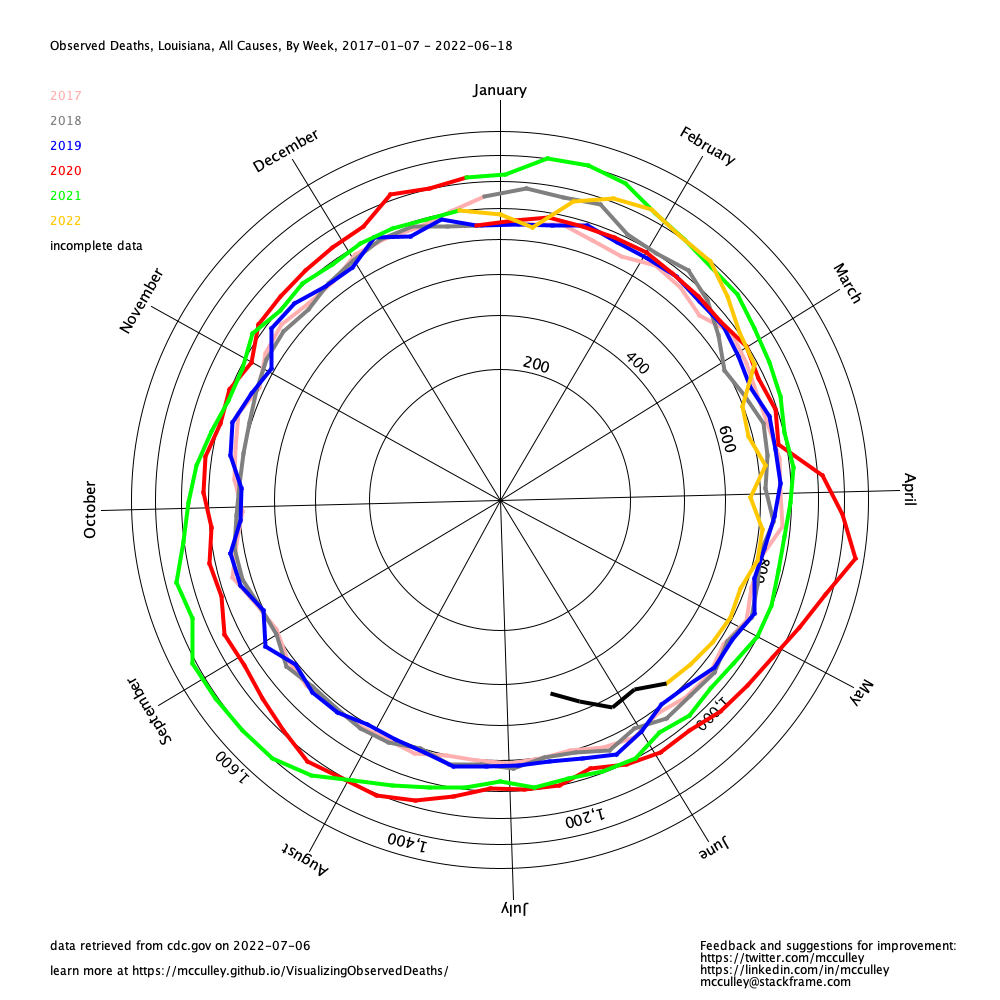 Observed Deaths, Louisiana, All Causes, By Week, 2017-01-07 - 2022-06-18
January
2017
2018
2019
2020
2021
2022
incomplete data
February
March
April
May
June
July
August
September
October
November
December
200
400
600
800
1,000
1,200
1,400
1,600
data retrieved from cdc.gov on 2022-07-06
learn more at https://mcculley.github.io/VisualizingObservedDeaths/
Feedback and suggestions for improvement:
https://twitter.com/mcculley
https://linkedin.com/in/mcculley
mcculley@stackframe.com